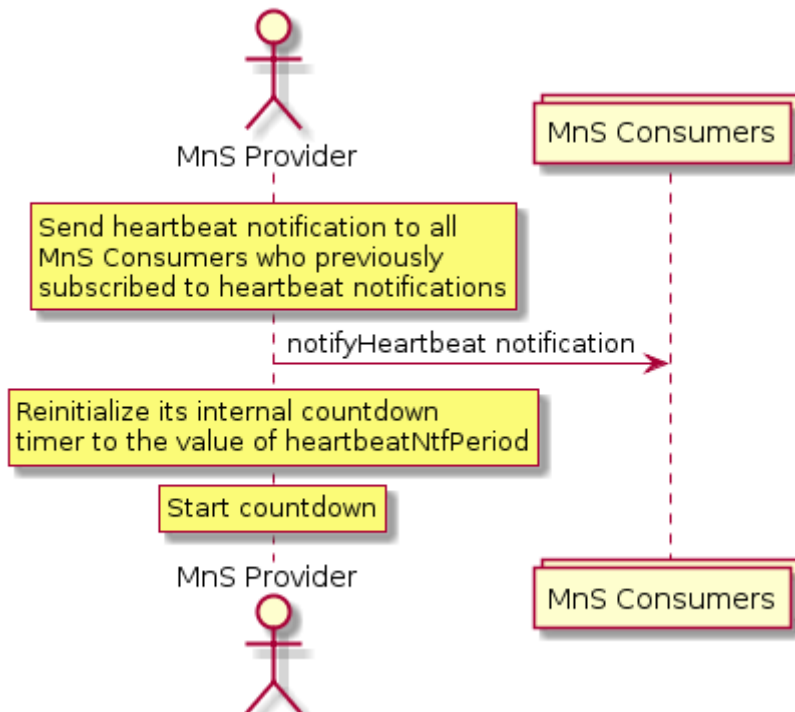 MnS Provider
MnS Consumers
Send heartbeat notification to all
MnS Consumers who previously
subscribed to heartbeat notifications
notifyHeartbeat notification
Reinitialize its internal countdown
timer to the value of heartbeatNtfPeriod
Start countdown
MnS Provider
MnS Consumers